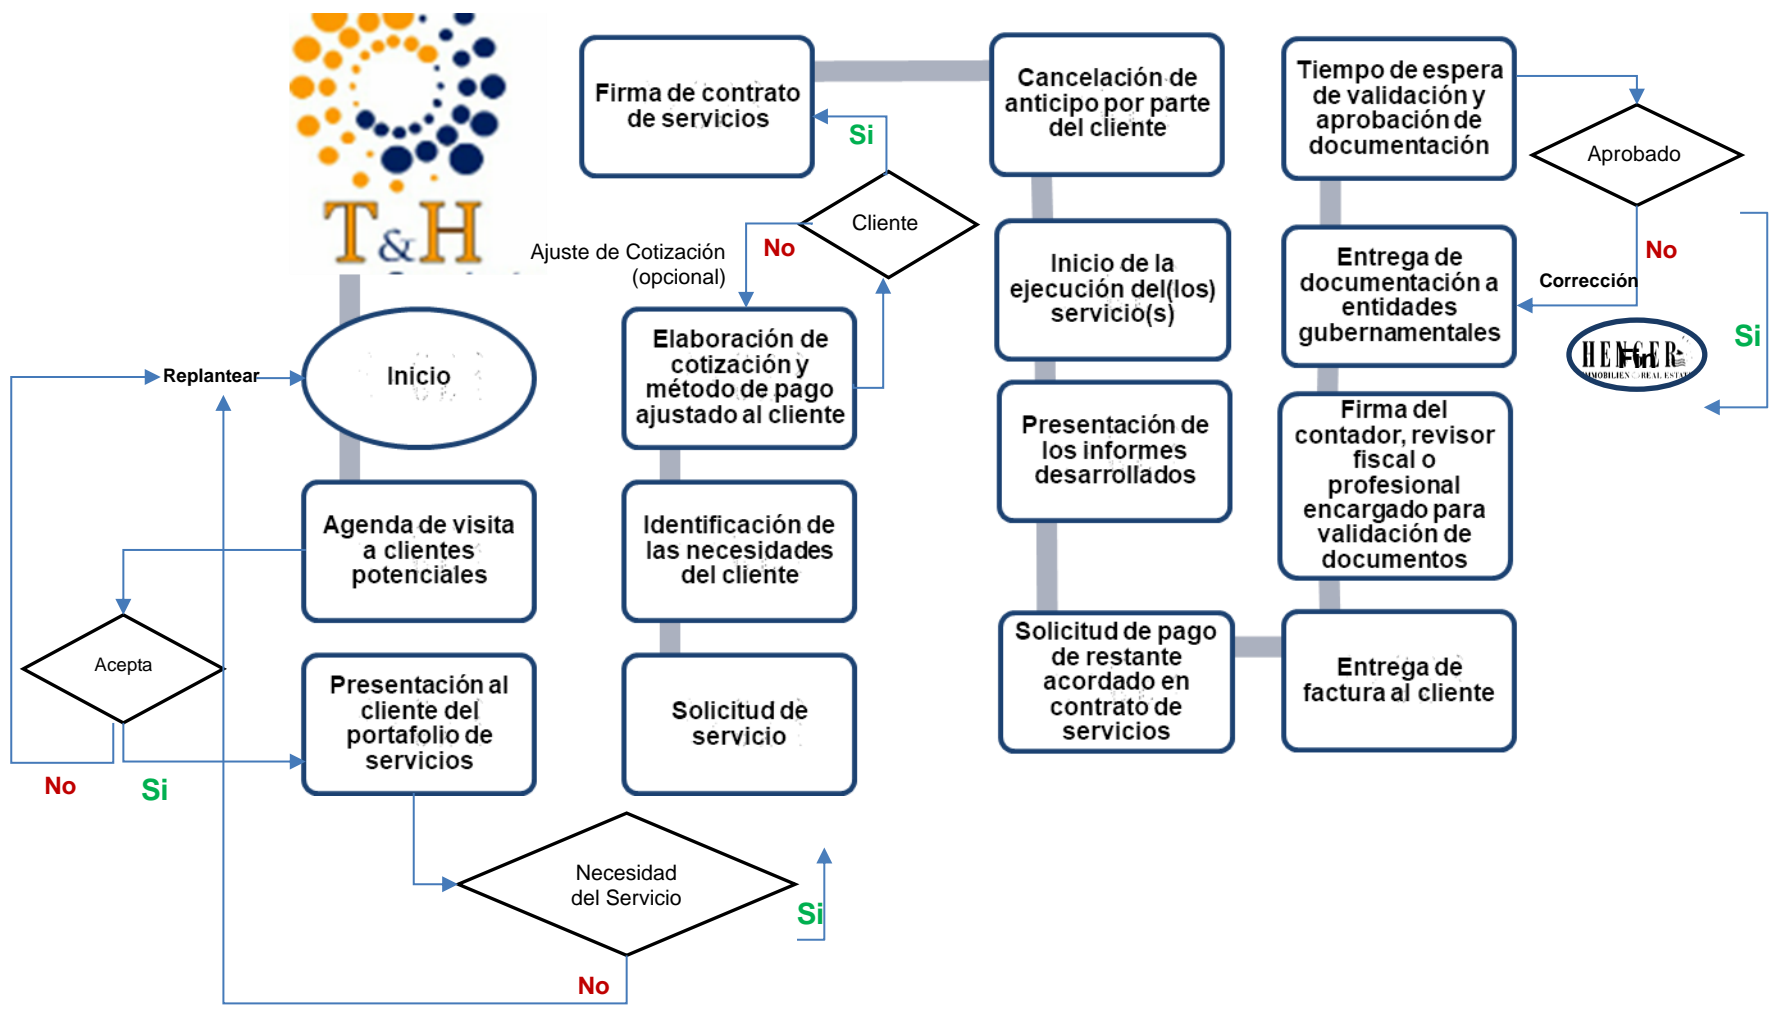 T&H
Inicio
Replantear
Agenda de visita
a clientes
potenciales
Acepta
No
Si
Presentación al
cliente del
portafolio de
servicios
Necesidad
del Servicio
No
Si
Solicitud de
servicio
Identificación de
las necesidades
del cliente
Elaboración de
cotización y
método de pago
ajustado al cliente
Ajuste de Cotización
(opcional)
No
Cliente
Si
Firma de contrato
de servicios
Cancelación de
anticipo por parte
del cliente
Inicio de la
ejecución del(los)
servicio(s)
Presentación de
los informes
desarrollados
Solicitud de pago
de restante
acordado en
contrato de
servicios
Entrega de
factura al cliente
Firma del
contador, revisor
fiscal o
profesional
encargado para
validación de
documentos
Entrega de
documentación a
entidades
gubernamentales
Tiempo de espera
de validación y
aprobación de
documentación
Aprobado
No
Corrección
Si
Fin